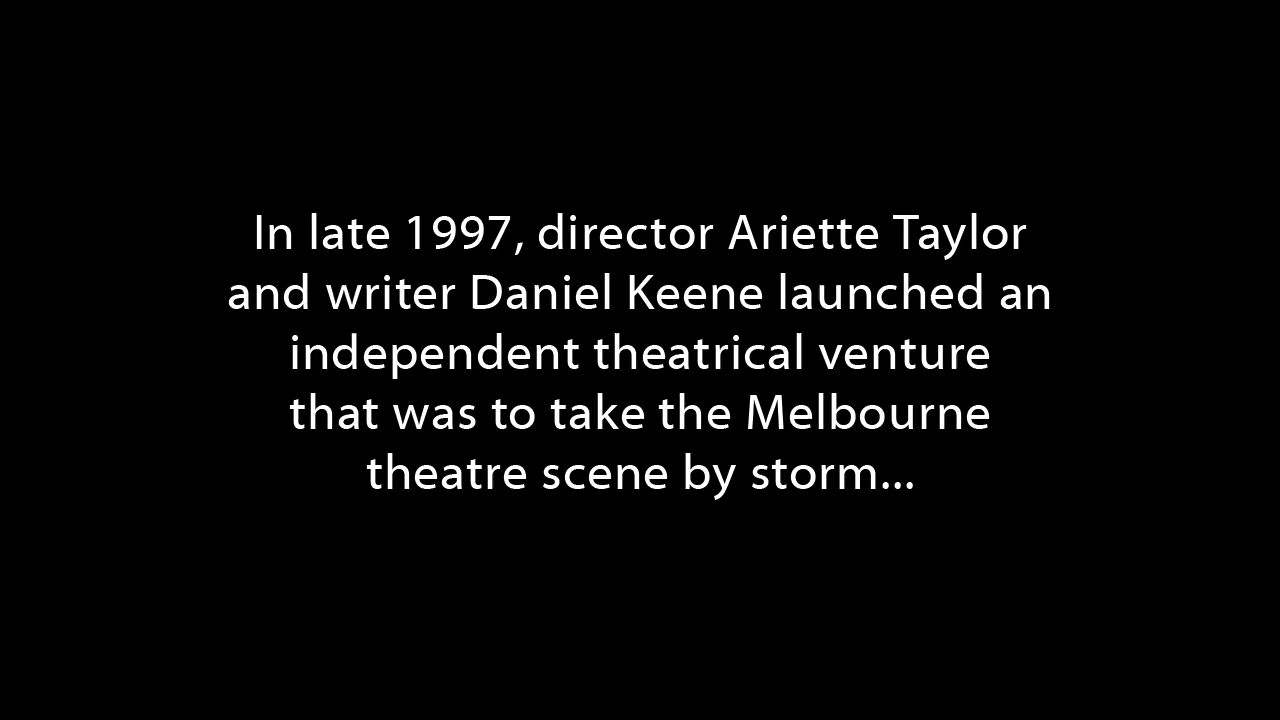 In late 1997, director Ariette Taylor
and writer Daniel Keene launched an
independent theatrical venture
that was to take the Melbourne
theatre scene by storm...